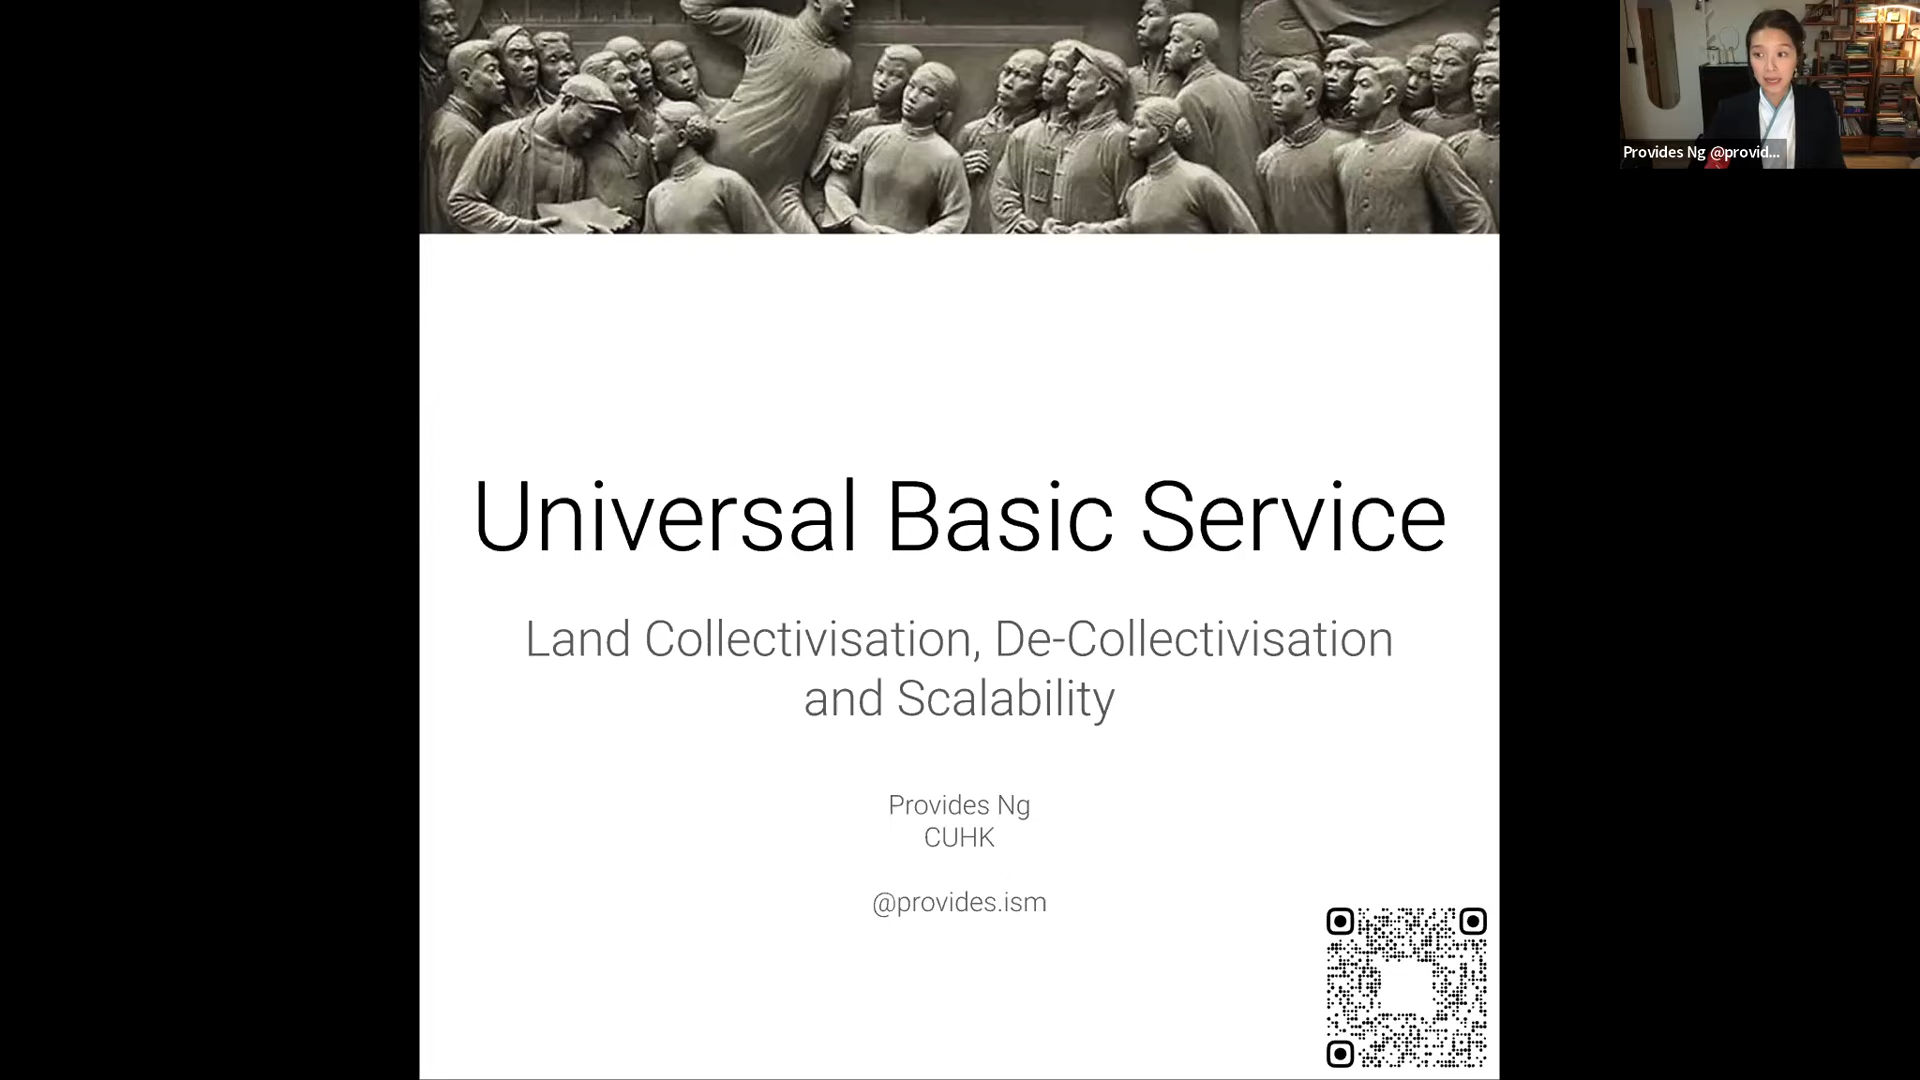 Provides Ng @provid...
Universal Basic Service
Land Collectivisation, De-Collectivisation
and Scalability
Provides Ng
CUHK
@provides.ism